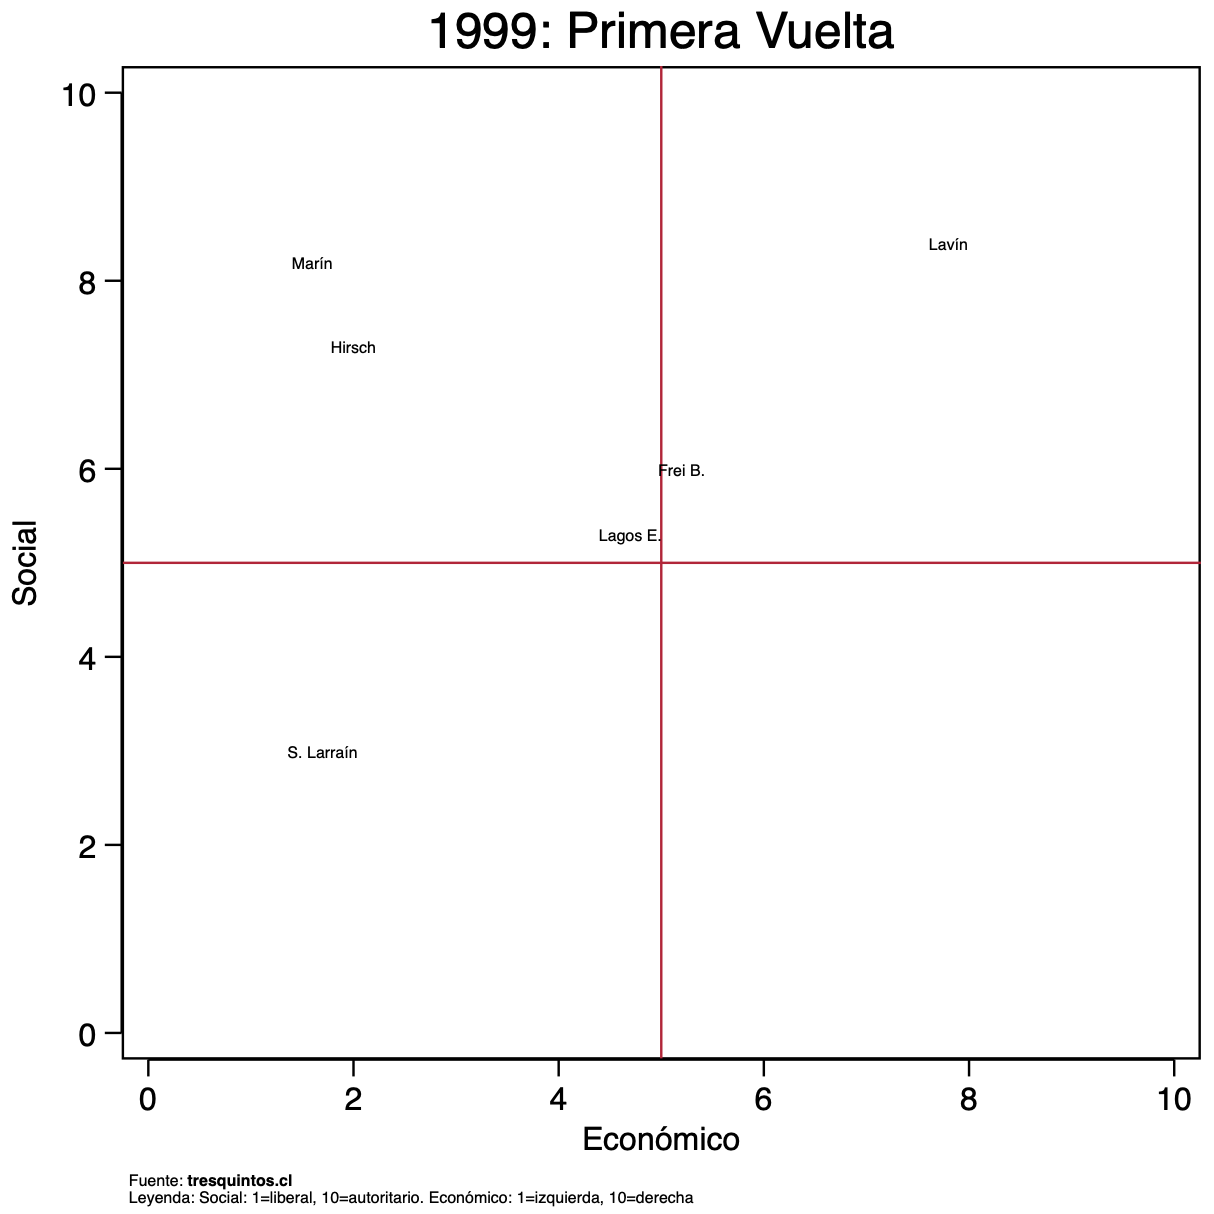 1999: Primera Vuelta
10
Lavín
Marín
8
Hirsch
6
Frei B.
Lagos E.
Social
4
S. Larraín
2
0
0 2 4 6 8 10
Económico
Fuente: tresquintos.cl
Leyenda: Social: 1=liberal, 10=autoritario. Económico: 1=izquierda, 10=derecha